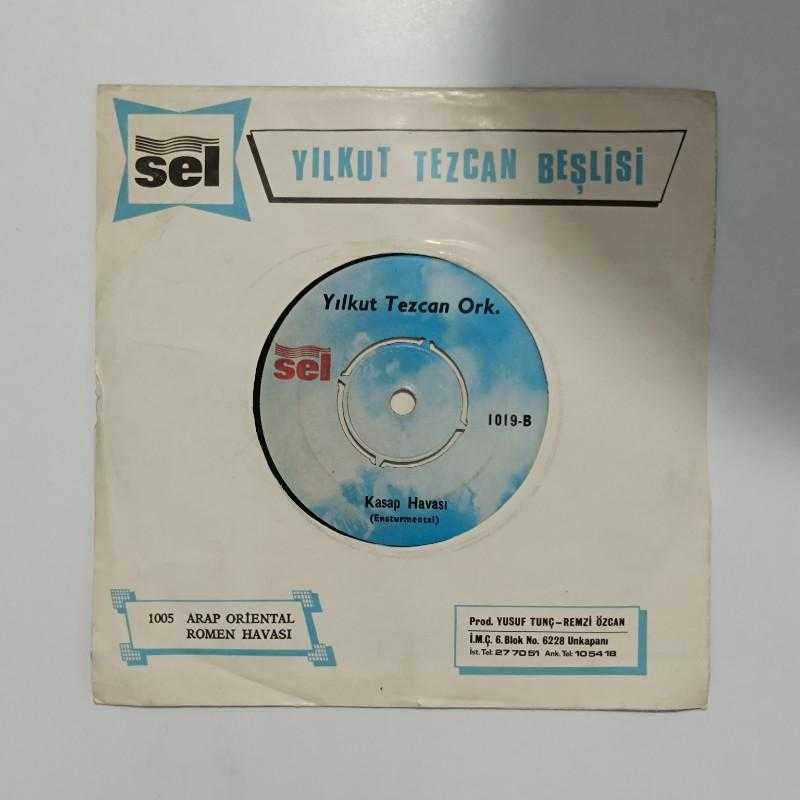 sel
YILKUT TEZCAN BEŞLİSİ
Yılkut Tezcan Ork.
sel
1019-B
Kasap Havası
(Ensturmental)
1005 ARAP ORİENTAL
ROMEN HAVASI
Prod. YUSUF TUNÇ-REMZİ ÖZCAN
İ.M.Ç. 6. Blok No. 6228 Unkapanı
İst. Tel: 27 70 51 Ank. Tel: 10 54 18